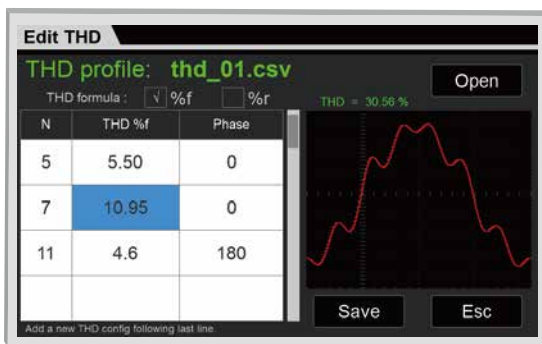 Edit THD
THD profile: thd_01.csv
Open
THD formula : √ %f %r
THD = 30.56 %
N THD %f Phase
5 5.50 0
7 10.95 0
11 4.6 180
Save Esc
Add a new THD config following last line.